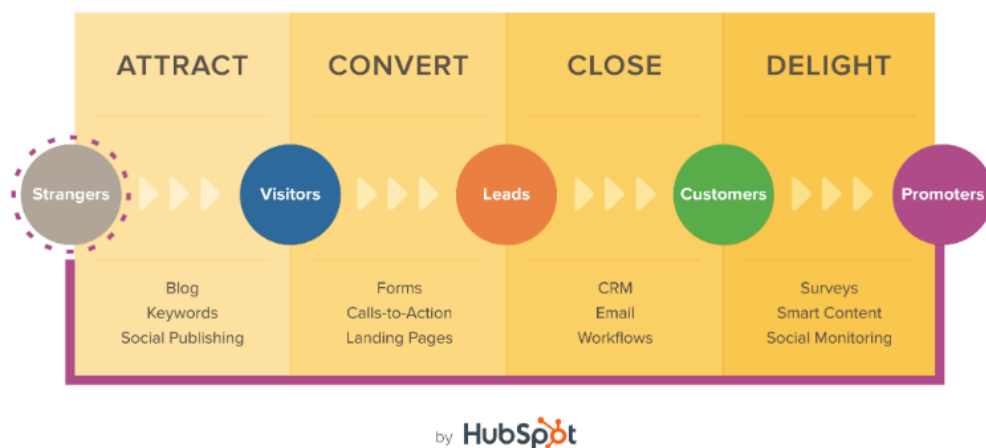 ATTRACT
CONVERT
CLOSE
DELIGHT
Strangers
Visitors
Leads
Customers
Promoters
Blog
Keywords
Social Publishing
Forms
Calls-to-Action
Landing Pages
CRM
Email
Workflows
Surveys
Smart Content
Social Monitoring
by HubSpot